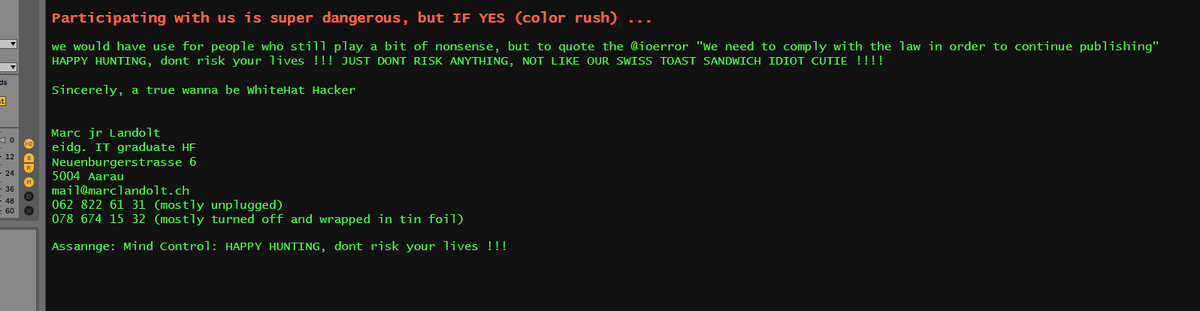 Participating with us is super dangerous, but IF YES (color rush) ...
we would have use for people who still play a bit of nonsense, but to quote the @ioerror "We need to comply with the law in order to continue publishing"
HAPPY HUNTING, dont risk your lives !!! JUST DONT RISK ANYTHING, NOT LIKE OUR SWISS TOAST SANDWICH IDIOT CUTIE !!!!
Sincerely, a true wanna be WhiteHat Hacker
Marc jr Landolt
eidg. IT graduate HF
Neuenburgerstrasse 6
5004 Aarau
mail@marclandolt.ch
062 822 61 31 (mostly unplugged)
078 674 15 32 (mostly turned off and wrapped in tin foil)
Assannge: Mind Control: HAPPY HUNTING, dont risk your lives !!!
ds
0
12
24
36
48
60
S
R